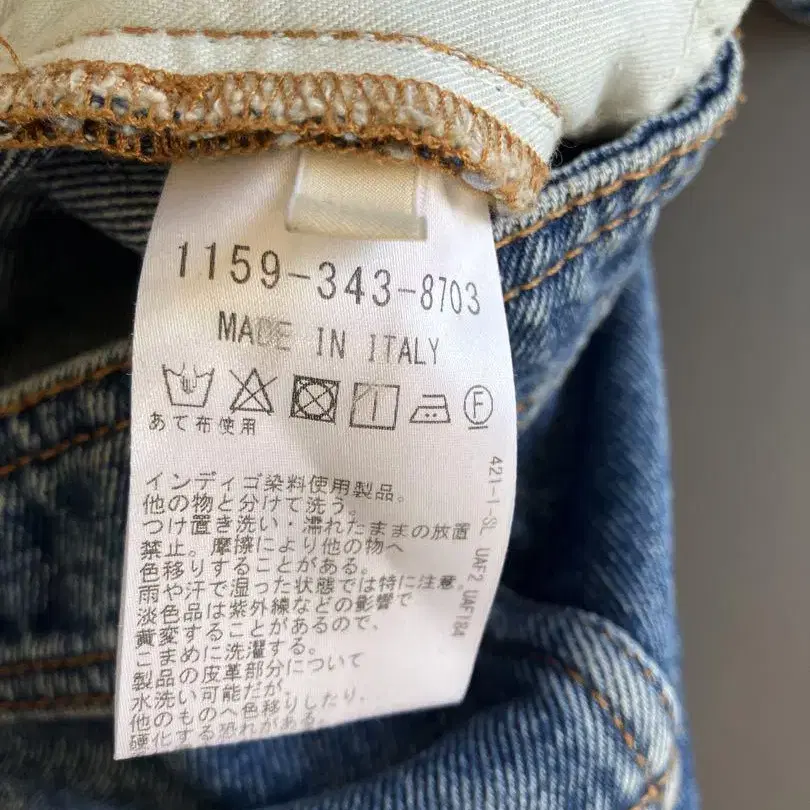 1159-343-8703
MADE IN ITALY
F
あて布使用
インディゴ染料使用製品。
他の物と分けて洗う。
つけ置き洗い・濡れたままの放置
禁止。摩擦により他の物へ
色移りすることがある。
雨や汗で湿った状態では特に注意。
淡色品は紫外線などの影響で
黄変することがあるので、
こまめに洗濯する。
製品の皮革部分について
水洗い可能だが、
他のものへ色移りしたり、
硬化する恐れがある。
421-1-SL UAF2 UAF184